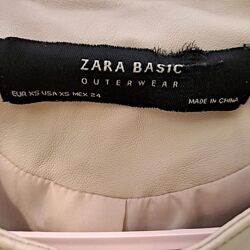 ZARA BASIC
OUTERWEAR
EUR XS USA XS MEX 24
MADE IN CHINA